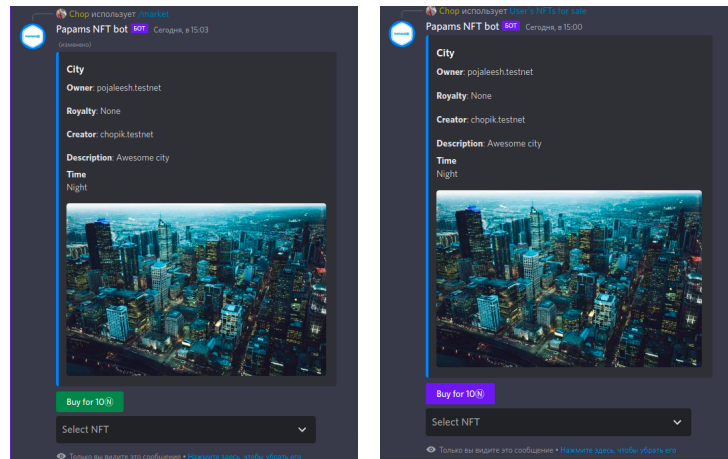 Chop использует /market
Papams NFT bot БОТ Сегодня, в 15:03
(изменено)
City
Owner: pojaleesh.testnet
Royalty: None
Creator: chopik.testnet
Description: Awesome city
Time
Night
Buy for 10Ⓝ
Select NFT
Только вы видите это сообщение • Нажмите здесь, чтобы убрать его
Chop использует User's NFTs for sale
Papams NFT bot БОТ Сегодня, в 15:00
City
Owner: pojaleesh.testnet
Royalty: None
Creator: chopik.testnet
Description: Awesome city
Time
Night
Buy for 10Ⓝ
Select NFT
Только вы видите это сообщение • Нажмите здесь, чтобы убрать его